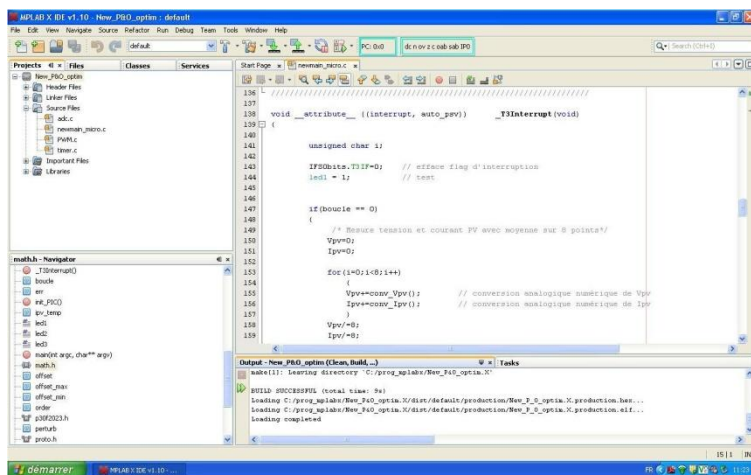 MPLAB X IDE v1.10 - New_P&O_optim : default
File Edit View Navigate Source Refactor Run Debug Team Tools Window Help
default
PC: 0x0
dc n ov z c oab sab IP0
Search (Ctrl+I)
Projects
Files
Classes
Services
New_P&O_optim
Header Files
Linker Files
Source Files
adc.c
newmain_micro.c
PWM.c
timer.c
Important Files
Libraries
math.h - Navigator
_T3Interrupt()
boucle
err
init_PIC()
ipv_temp
led1
led2
led3
main(int argc, char** argv)
math.h
offset
offset_max
offset_min
order
p30f2023.h
perturb
proto.h
Start Page
newmain_micro.c
136 //////////////////////////////////////////////////////////////////////
137
138 void __attribute__ ((interrupt, auto_psv)) _T3Interrupt(void)
139 {
140
141 unsigned char i;
142
143 IFS0bits.T3IF=0; // efface flag d'interruption
144 led1 = 1; // test
145
146
147 if(boucle == 0)
148 {
149 /* Mesure tension et courant PV avec moyenne sur 8 points*/
150 Vpv=0;
151 Ipv=0;
152
153 for(i=0;i<8;i++)
154 {
155 Vpv+=conv_Vpv(); // conversion analogique numérique de Vpv
156 Ipv+=conv_Ipv(); // conversion analogique numérique de Ipv
157 }
158 Vpv/=8;
159 Ipv/=8;
Output - New_P&O_optim (Clean, Build, ...)
Tasks
make[1]: Leaving directory 'C:/prog_mplabx/New_P&O_optim.X'
BUILD SUCCESSFUL (total time: 9s)
Loading C:/prog_mplabx/New_P&O_optim.X/dist/default/production/New_P_O_optim.X.production.hex...
Loading C:/prog_mplabx/New_P&O_optim.X/dist/default/production/New_P_O_optim.X.production.elf...
Loading completed
15|1
démarrer
MPLAB X IDE v1.10 - ...
FR
11:23